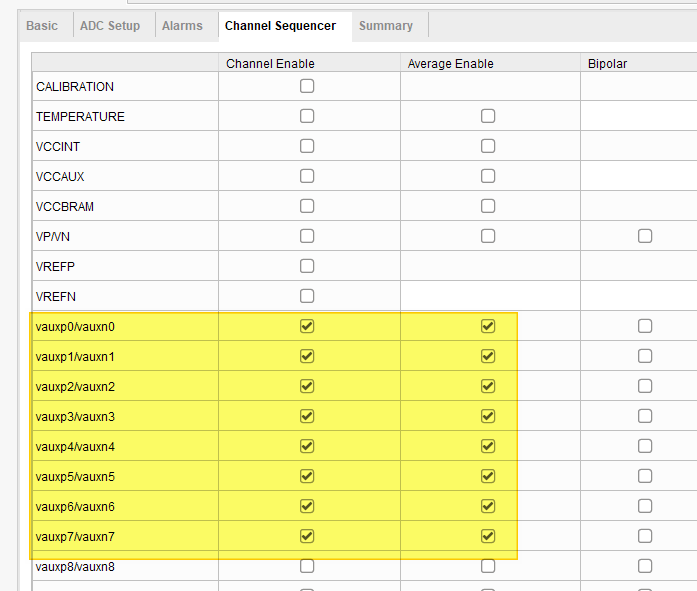 Basic ADC Setup Alarms Channel Sequencer Summary
Channel Enable Average Enable Bipolar
CALIBRATION
TEMPERATURE
VCCINT
VCCAUX
VCCBRAM
VP/VN
VREFP
VREFN
vauxp0/vauxn0
vauxp1/vauxn1
vauxp2/vauxn2
vauxp3/vauxn3
vauxp4/vauxn4
vauxp5/vauxn5
vauxp6/vauxn6
vauxp7/vauxn7
vauxp8/vauxn8